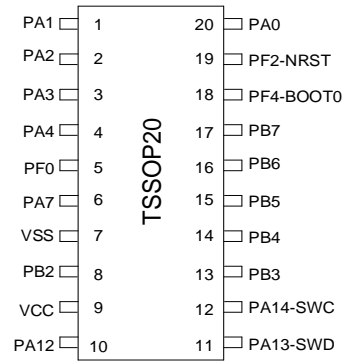 PA1 1 20 PA0
PA2 2 19 PF2-NRST
PA3 3 18 PF4-BOOT0
PA4 4 17 PB7
PF0 5 16 PB6
PA7 6 15 PB5
VSS 7 14 PB4
PB2 8 13 PB3
VCC 9 12 PA14-SWC
PA12 10 11 PA13-SWD
TSSOP20